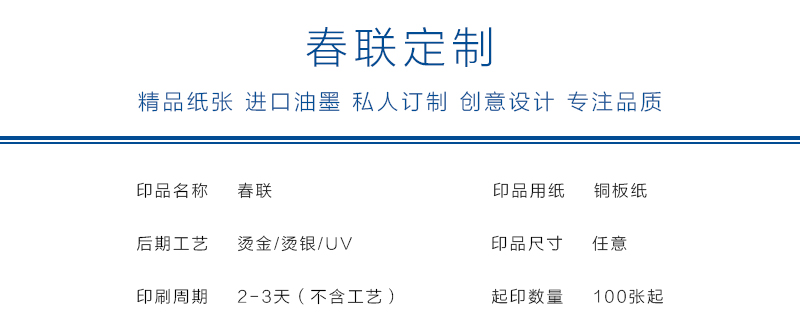 春联定制
精品纸张 进口油墨 私人订制 创意设计 专注品质
印品名称 春联 印品用纸 铜板纸
后期工艺 烫金/烫银/UV 印品尺寸 任意
印刷周期 2-3天（不含工艺） 起印数量 100张起